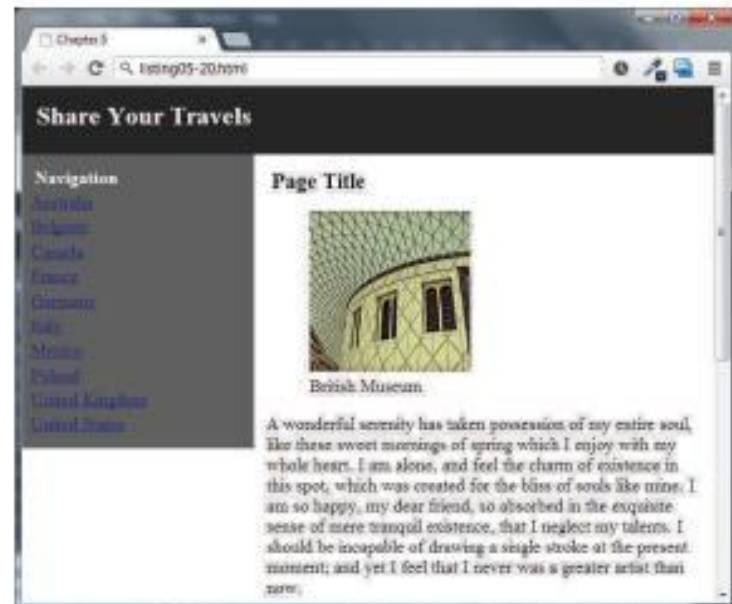 Chapter 5
listing05-20.html
Share Your Travels
Navigation
Australia
Belgium
Canada
France
Germany
Italy
Mexico
Poland
United Kingdom
United States
Page Title
British Museum
A wonderful serenity has taken possession of my entire soul,
like these sweet mornings of spring which I enjoy with my
whole heart. I am alone, and feel the charm of existence in
this spot, which was created for the bliss of souls like mine. I
am so happy, my dear friend, so absorbed in the exquisite
sense of mere tranquil existence, that I neglect my talents. I
should be incapable of drawing a single stroke at the present
moment; and yet I feel that I never was a greater artist than
now.